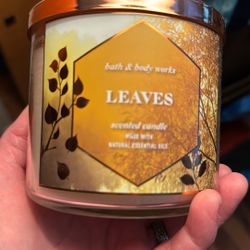 bath & body works
LEAVES
scented candle
MADE WITH
NATURAL ESSENTIAL OILS